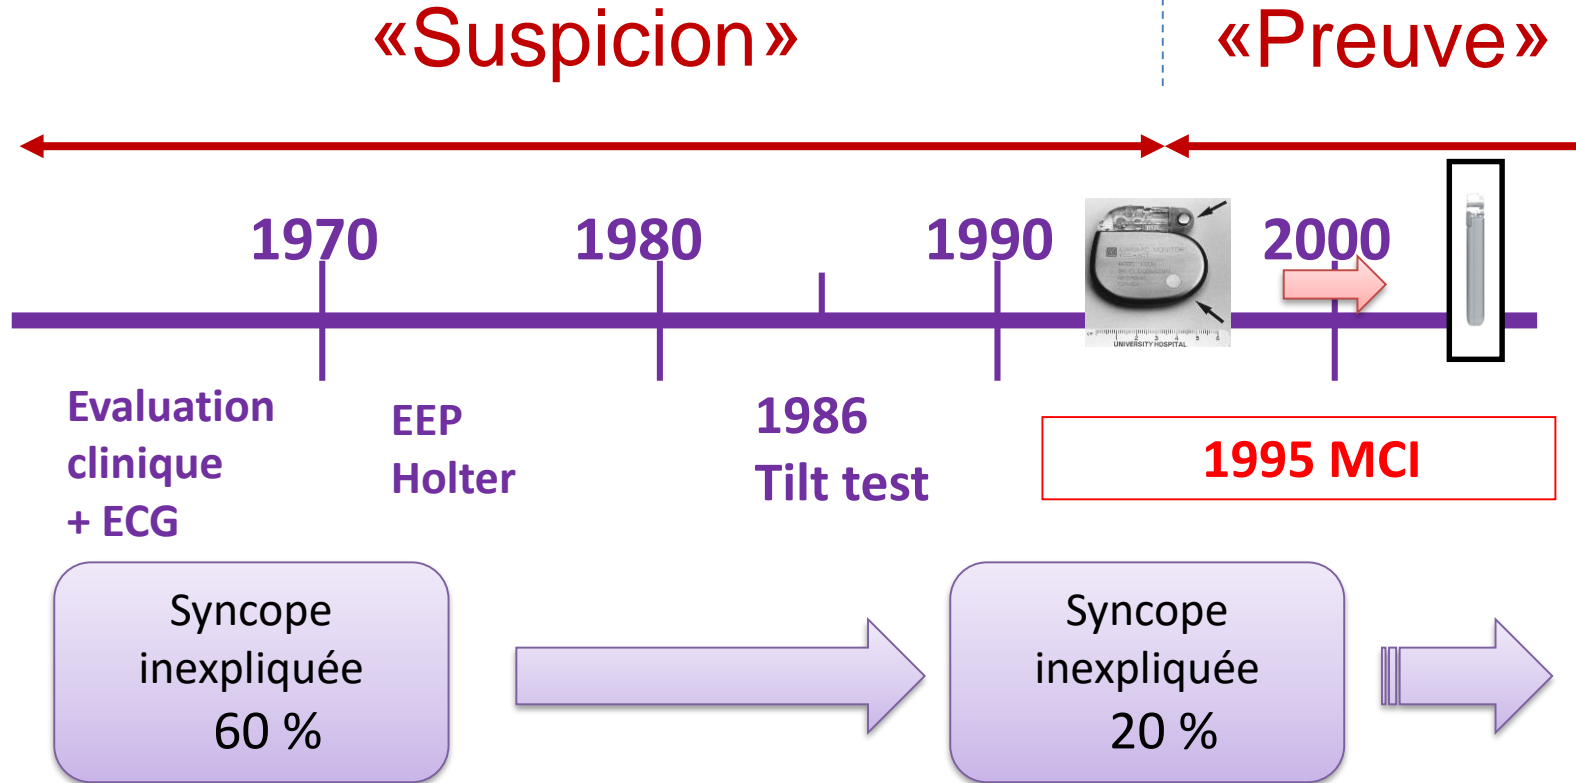 «Suspicion»
«Preuve»
1970
1980
1990
2000
UNIVERSITY HOSPITAL
Evaluation
clinique
+ ECG
EEP
Holter
1986
Tilt test
1995 MCI
Syncope
inexpliquée
60 %
Syncope
inexpliquée
20 %